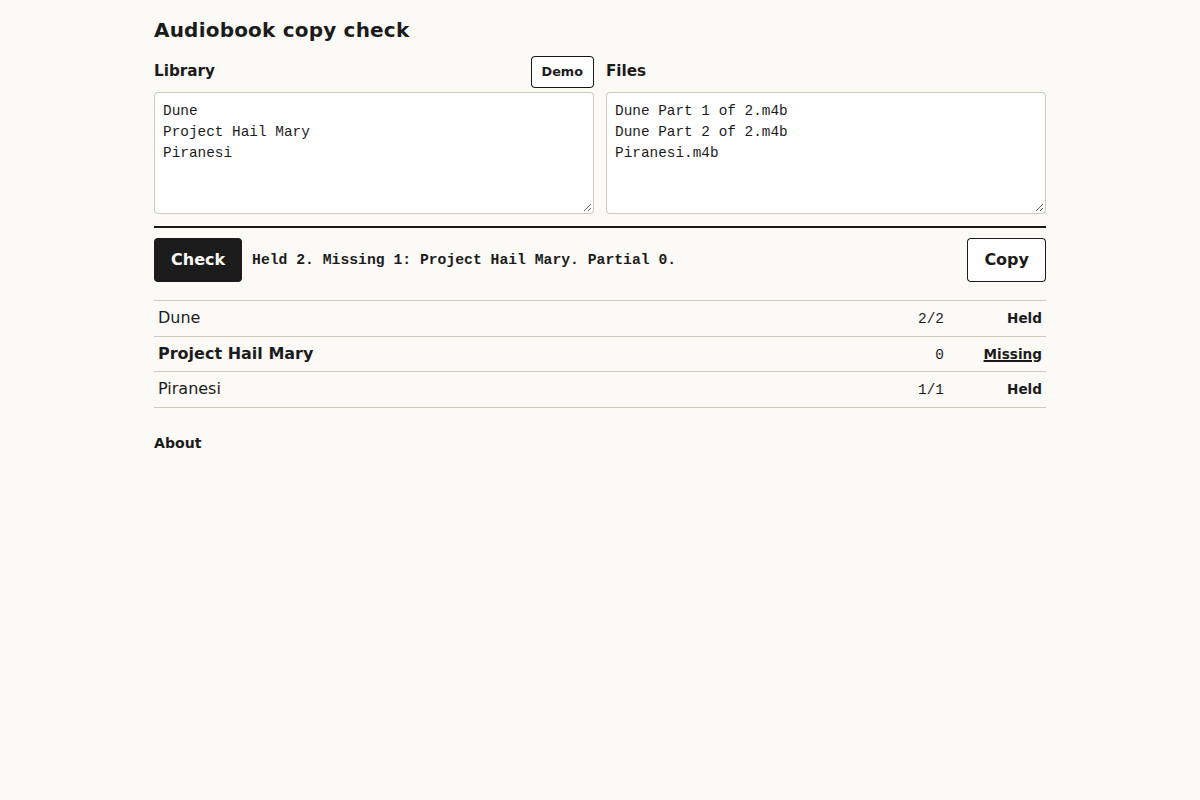 Audiobook copy check
Library
Demo
Files
Dune
Project Hail Mary
Piranesi
Dune Part 1 of 2.m4b
Dune Part 2 of 2.m4b
Piranesi.m4b
Check
Held 2. Missing 1: Project Hail Mary. Partial 0.
Copy
Dune 2/2 Held
Project Hail Mary 0 Missing
Piranesi 1/1 Held
About